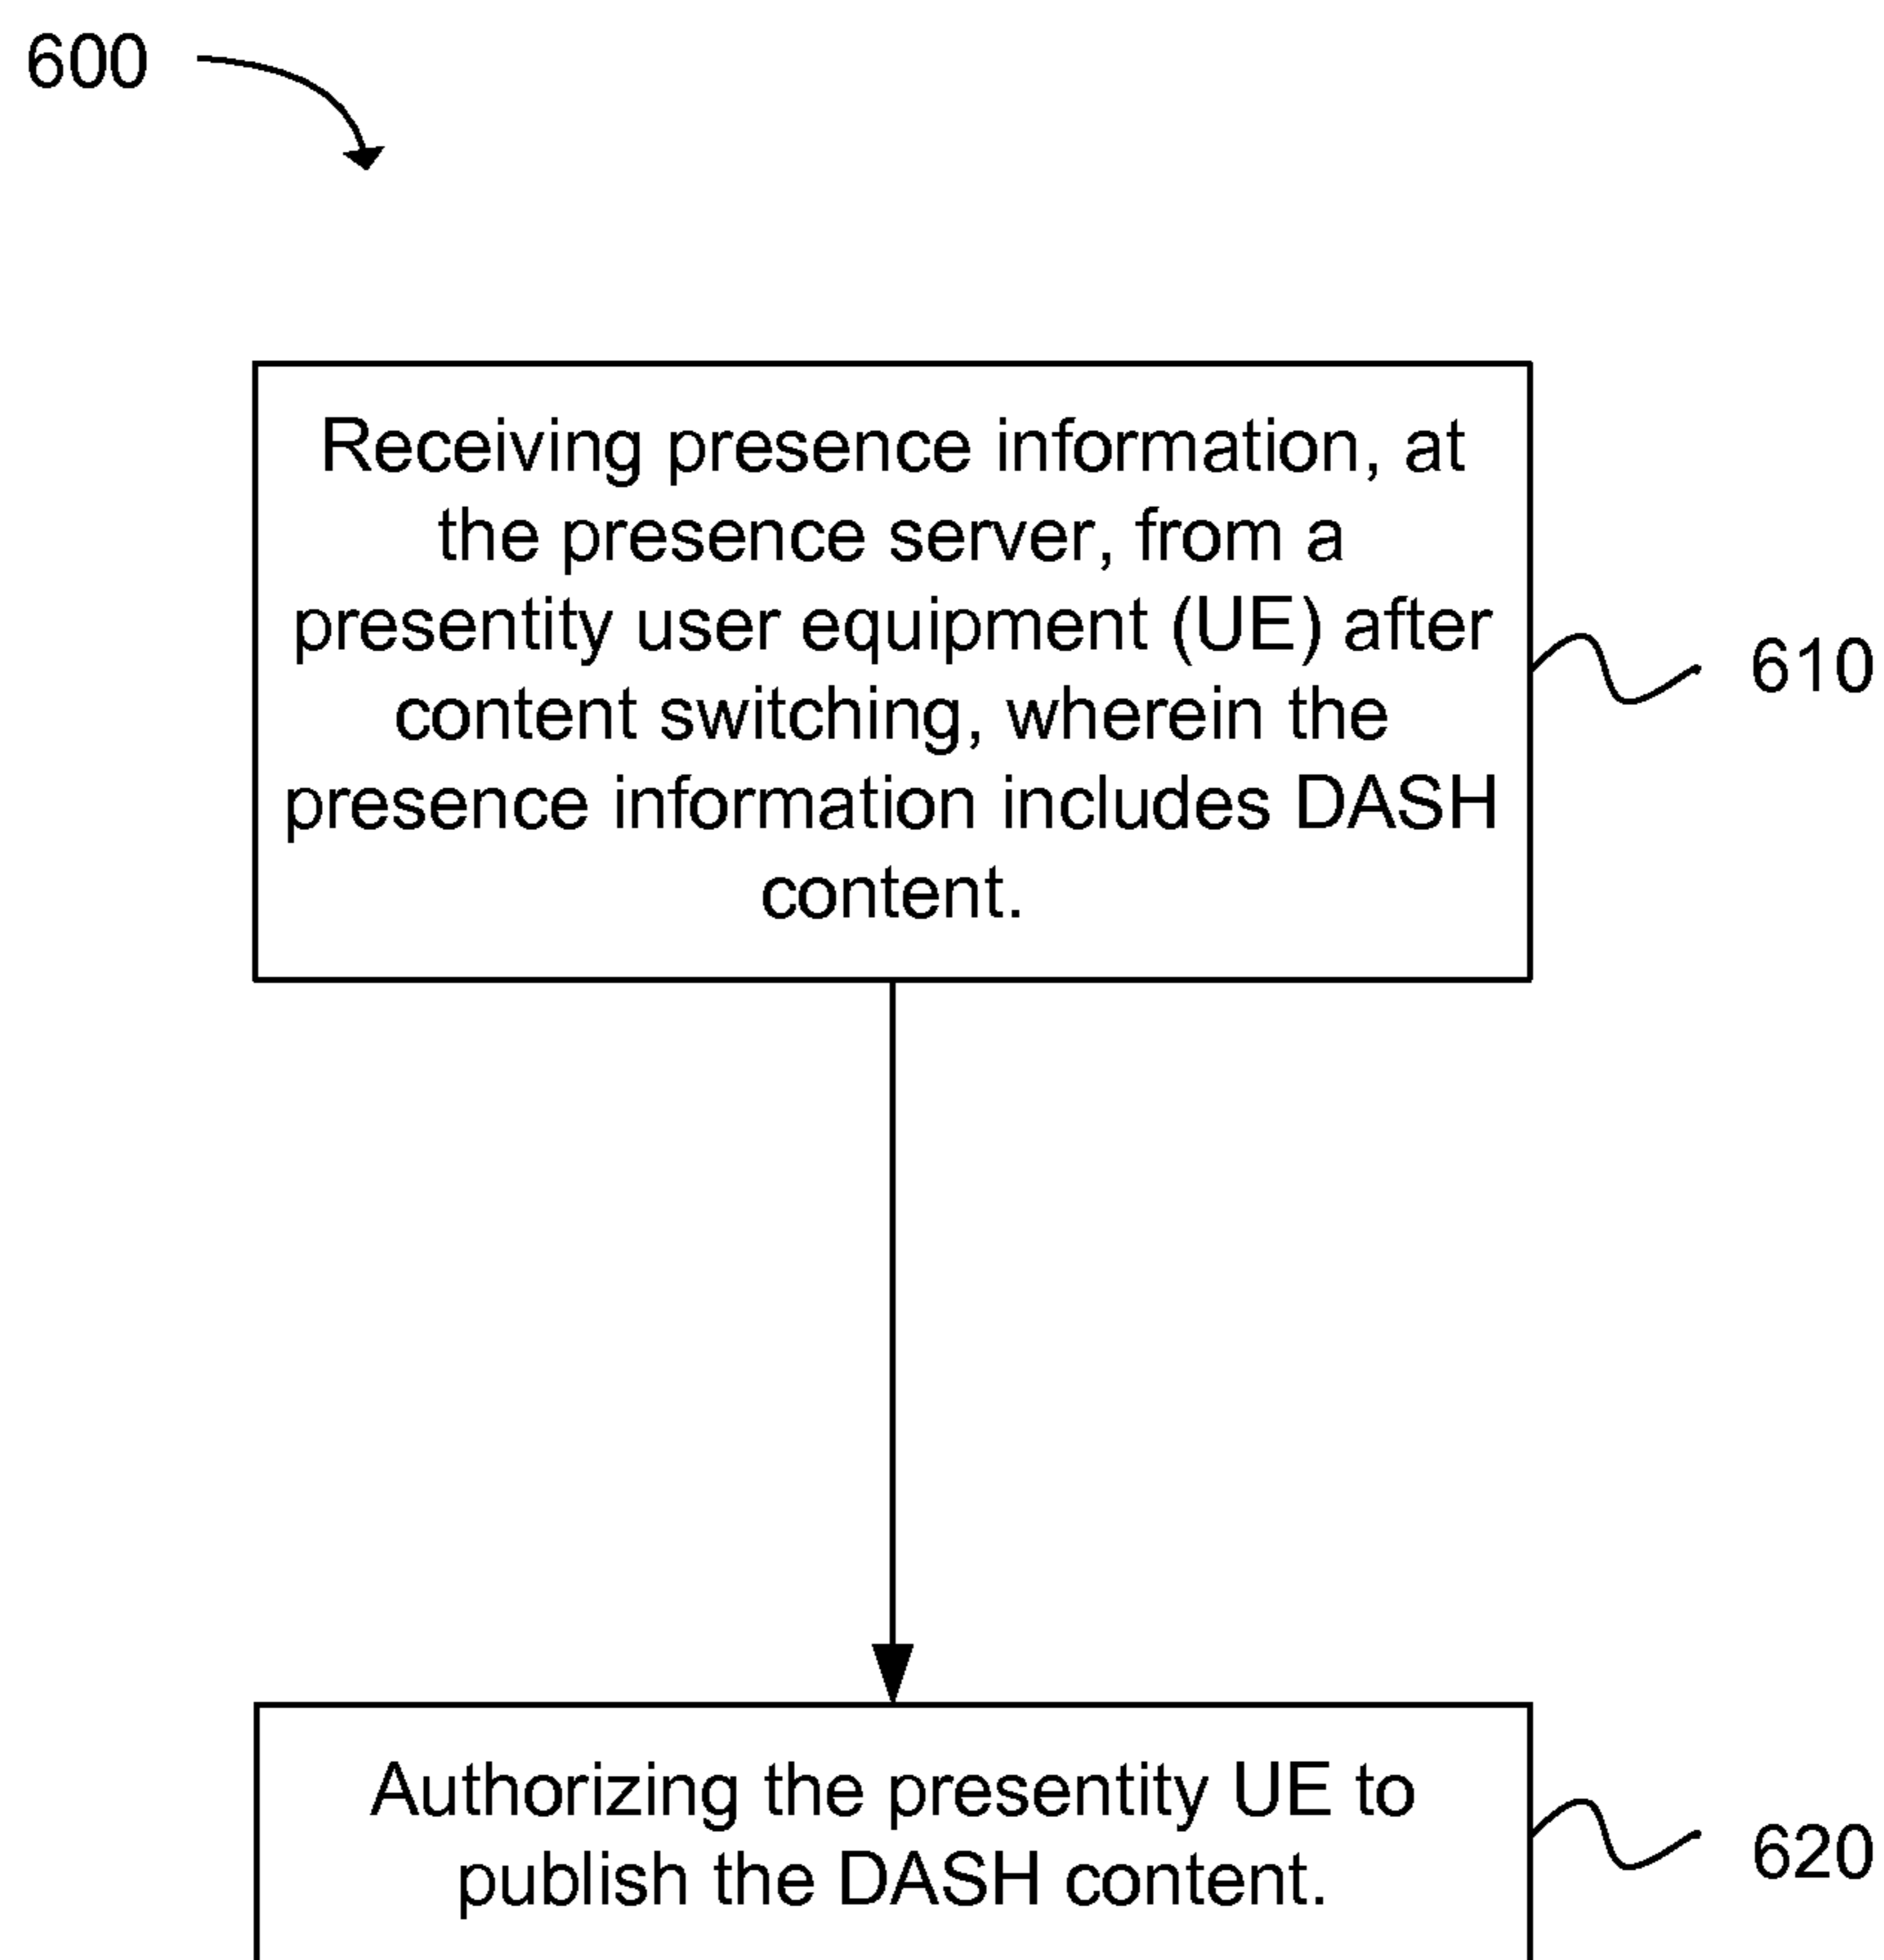 600
Receiving presence information, at
the presence server, from a
presentity user equipment (UE) after
content switching, wherein the
presence information includes DASH
content.
610
Authorizing the presentity UE to
publish the DASH content.
620